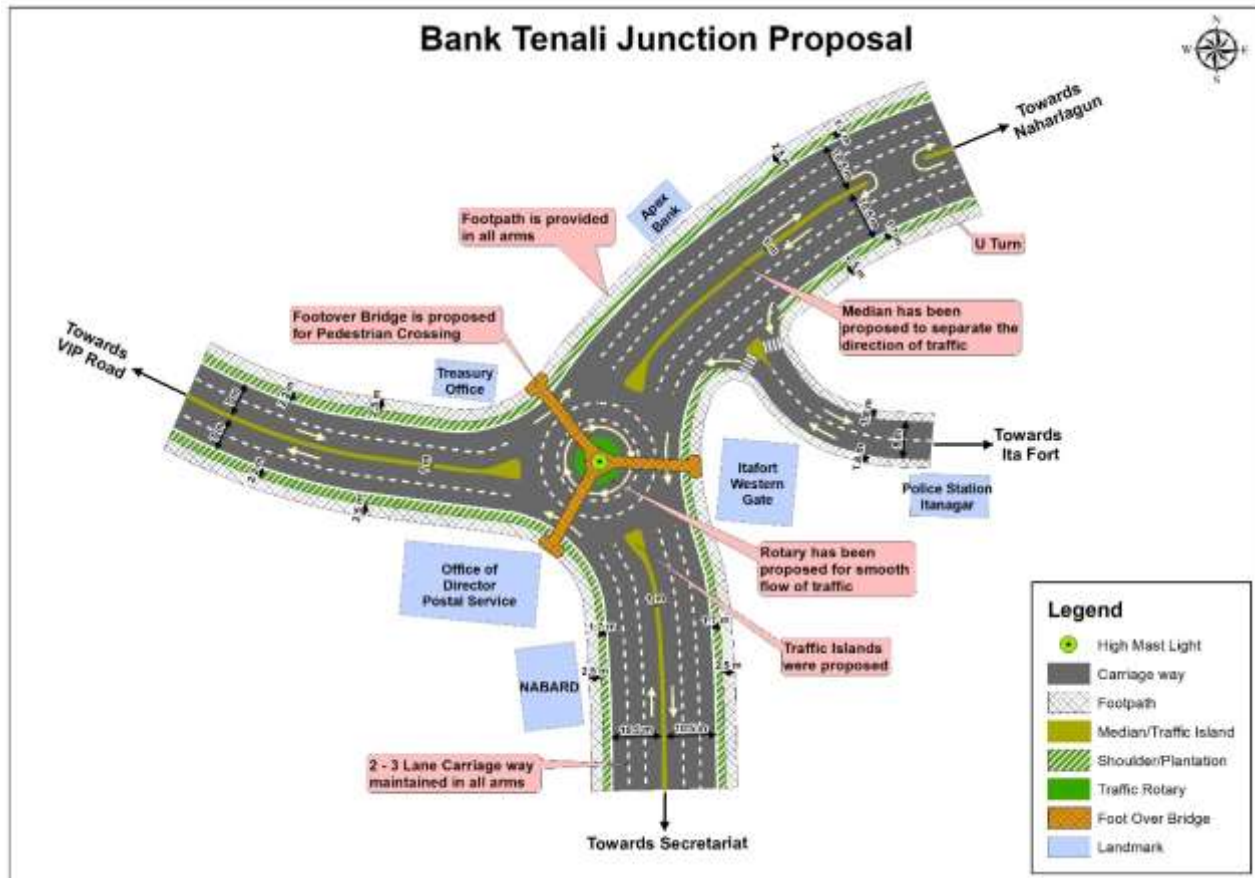 Bank Tenali Junction Proposal
N
W
E
S
Towards
Naharlagun
Apex
Bank
Footpath is provided
in all arms
U Turn
Footover Bridge is proposed
for Pedestrian Crossing
Median has been
proposed to separate the
direction of traffic
Towards
VIP Road
Treasury
Office
Towards
Ita Fort
Itafort
Western
Gate
Police Station
Itanagar
Rotary has been
proposed for smooth
flow of traffic
Office of
Director
Postal Service
1 m
Traffic Islands
were proposed
2.5 m
2.5 m
NABARD
10.5 m
10.5 m
2 - 3 Lane Carriage way
maintained in all arms
Towards Secretariat
Legend
High Mast Light
Carriage way
Footpath
Median/Traffic Island
Shoulder/Plantation
Traffic Rotary
Foot Over Bridge
Landmark